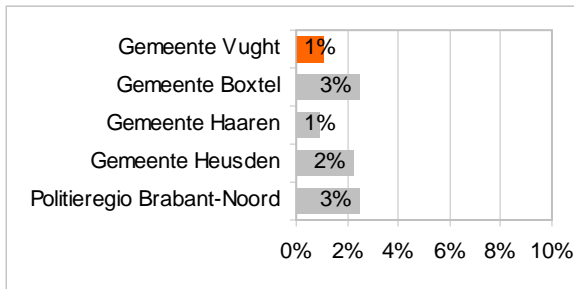 Gemeente Vught 1%
Gemeente Boxtel 3%
Gemeente Haaren 1%
Gemeente Heusden 2%
Politieregio Brabant-Noord 3%
0% 2% 4% 6% 8% 10%